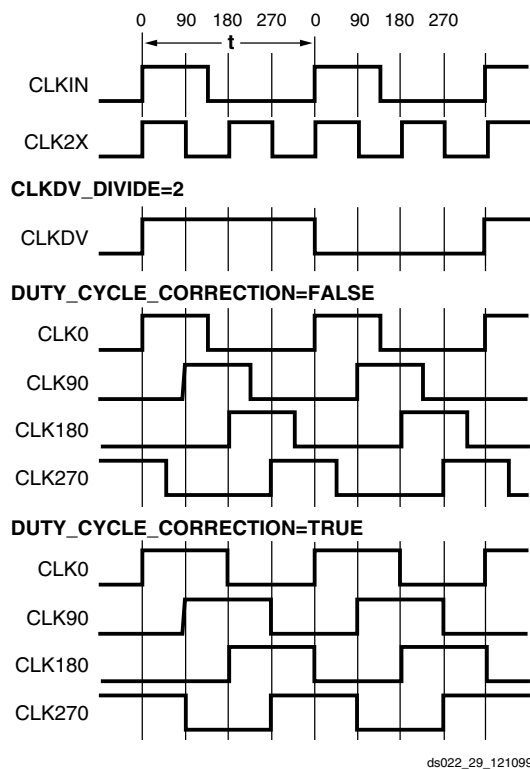 0 90 180 270 0 90 180 270
t
CLKIN
CLK2X
CLKDV_DIVIDE=2
CLKDV
DUTY_CYCLE_CORRECTION=FALSE
CLK0
CLK90
CLK180
CLK270
DUTY_CYCLE_CORRECTION=TRUE
CLK0
CLK90
CLK180
CLK270
ds022_29_121099